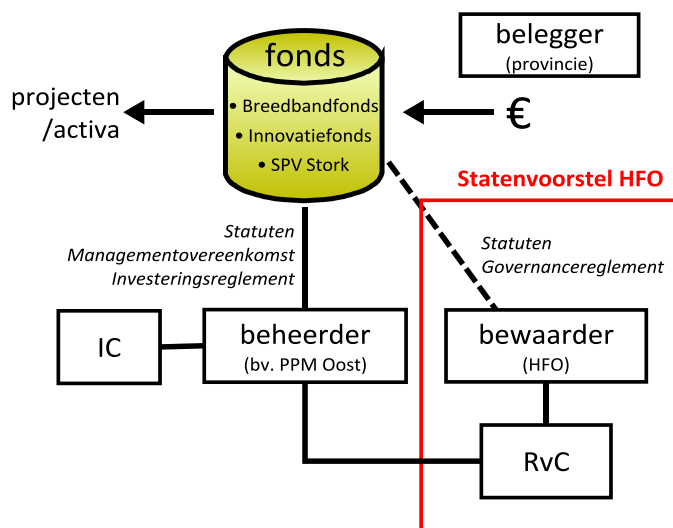 fonds
belegger
(provincie)
projecten
/activa
• Breedbandfonds
• Innovatiefonds
• SPV Stork
€
Statenvoorstel HFO
Statuten
Managementovereenkomst
Investeringsreglement
Statuten
Governancereglement
IC
beheerder
(bv. PPM Oost)
bewaarder
(HFO)
RvC